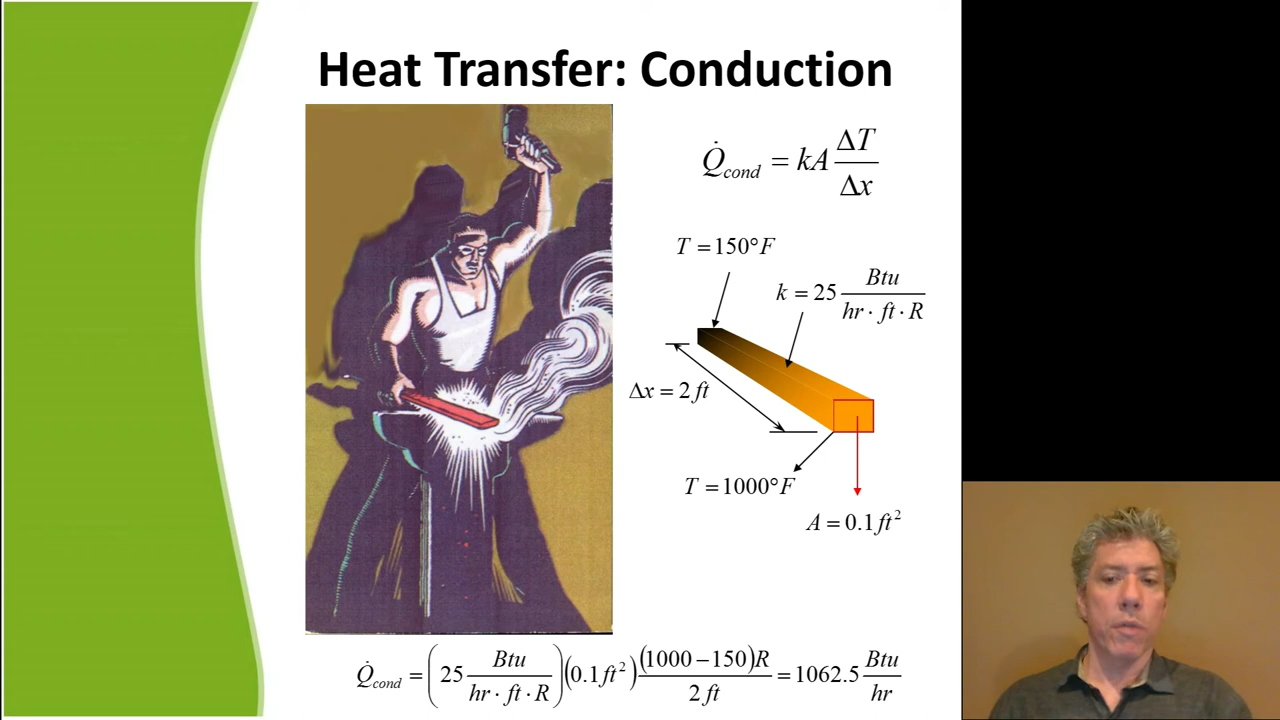 Heat Transfer: Conduction
Q̇_cond = kA ΔT/Δx
T = 150°F
k = 25 Btu/(hr · ft · R)
Δx = 2 ft
T = 1000°F
A = 0.1 ft²
Q̇_cond = (25 Btu/(hr · ft · R)) (0.1 ft²) (1000 − 150)R/(2 ft) = 1062.5 Btu/hr